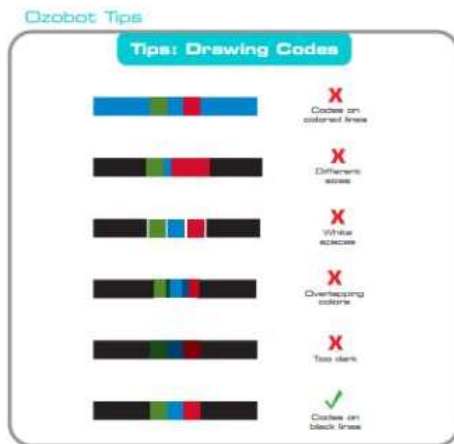 Ozobot Tips
Tips: Drawing Codes
X
Codes on
colored lines
X
Different
sizes
X
White
spaces
X
Overlapping
colors
X
Too dark
Codes on
black lines